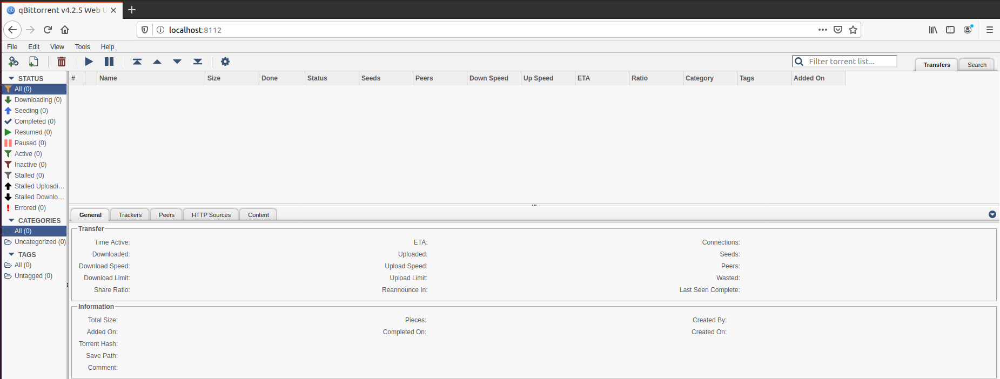 qBittorrent v4.2.5 Web U
localhost:8112
File Edit View Tools Help
Filter torrent list...
Transfers Search
STATUS
All (0)
Downloading (0)
Seeding (0)
Completed (0)
Resumed (0)
Paused (0)
Active (0)
Inactive (0)
Stalled (0)
Stalled Uploadi...
Stalled Downlo...
Errored (0)
CATEGORIES
All (0)
Uncategorized (0)
TAGS
All (0)
Untagged (0)
# Name Size Done Status Seeds Peers Down Speed Up Speed ETA Ratio Category Tags Added On
General Trackers Peers HTTP Sources Content
Transfer
Time Active: ETA: Connections:
Downloaded: Uploaded: Seeds:
Download Speed: Upload Speed: Peers:
Download Limit: Upload Limit: Wasted:
Share Ratio: Reannounce In: Last Seen Complete:
Information
Total Size: Pieces: Created By:
Added On: Completed On: Created On:
Torrent Hash:
Save Path:
Comment: